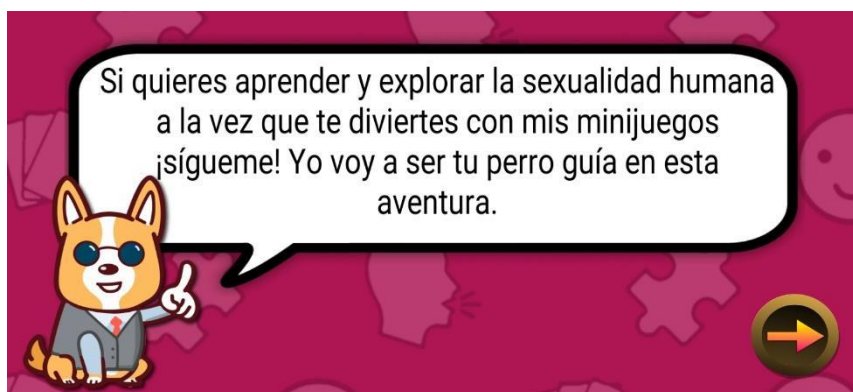 Si quieres aprender y explorar la sexualidad humana
a la vez que te diviertes con mis minijuegos
¡sígueme! Yo voy a ser tu perro guía en esta
aventura.